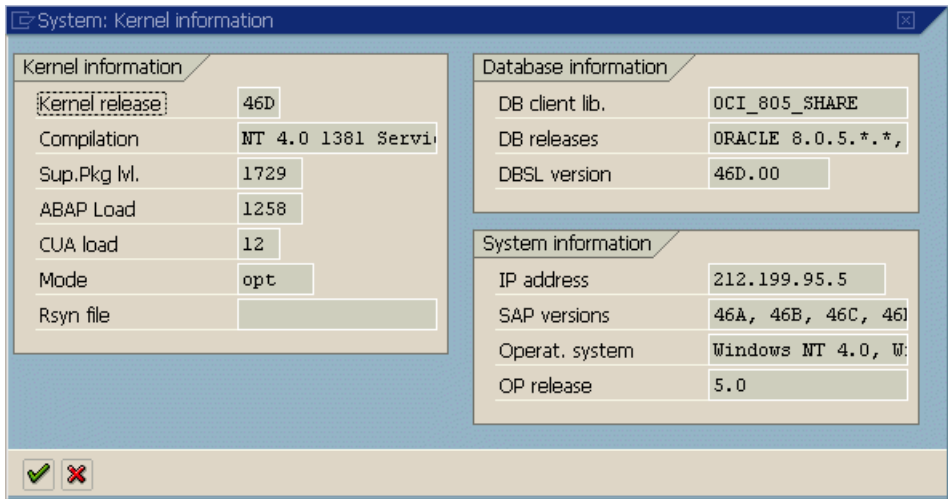 System: Kernel information
Kernel information
Kernel release 46D
Compilation NT 4.0 1381 Servi
Sup.Pkg lvl. 1729
ABAP Load 1258
CUA load 12
Mode opt
Rsyn file
Database information
DB client lib. OCI_805_SHARE
DB releases ORACLE 8.0.5.*.*,
DBSL version 46D.00
System information
IP address 212.199.95.5
SAP versions 46A, 46B, 46C, 46
Operat. system Windows NT 4.0, W
OP release 5.0